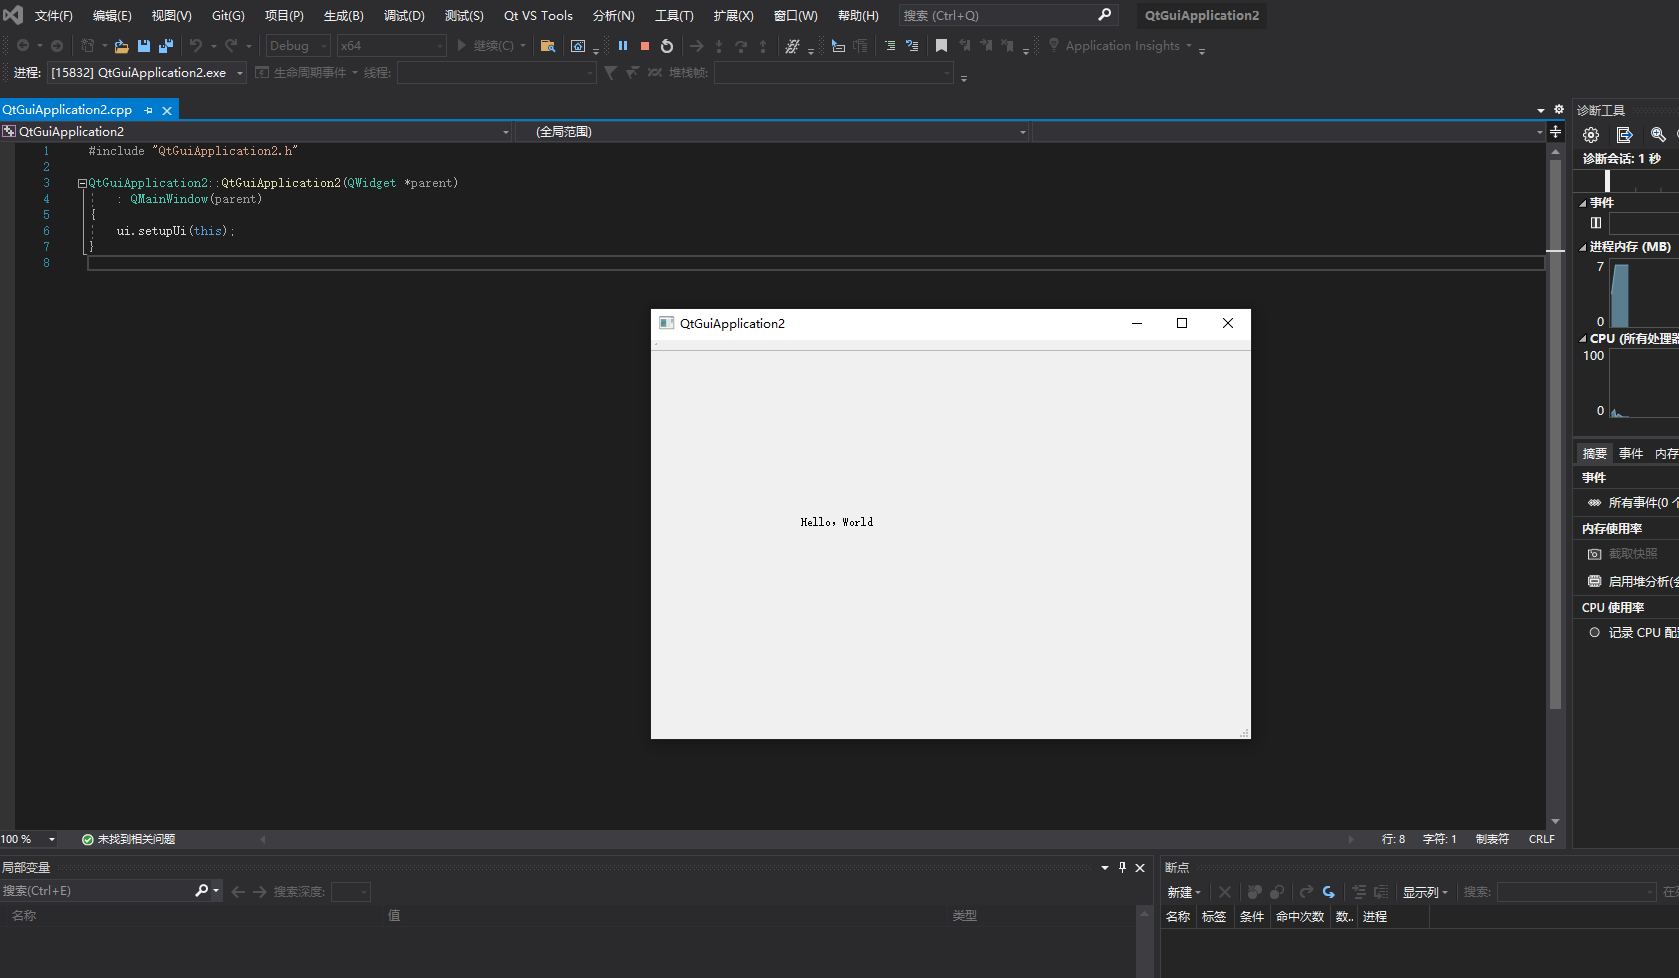 文件(F) 编辑(E) 视图(V) Git(G) 项目(P) 生成(B) 调试(D) 测试(S) Qt VS Tools 分析(N) 工具(T) 扩展(X) 窗口(W) 帮助(H) 搜索 (Ctrl+Q) QtGuiApplication2
Debug x64 继续(C) Application Insights
进程: [15832] QtGuiApplication2.exe 生命周期事件 线程: 堆栈帧:
QtGuiApplication2.cpp
QtGuiApplication2 (全局范围)
1 #include "QtGuiApplication2.h"
2
3 QtGuiApplication2::QtGuiApplication2(QWidget *parent)
4 : QMainWindow(parent)
5 {
6 ui.setupUi(this);
7 }
8
QtGuiApplication2
Hello，World
诊断工具
诊断会话: 1 秒
事件
进程内存 (MB)
7
0
CPU (所有处理器
100
0
摘要 事件 内存
事件
所有事件(0 个
内存使用率
截取快照
启用堆分析(会
CPU 使用率
记录 CPU 配置
100 % 未找到相关问题 行: 8 字符: 1 制表符 CRLF
局部变量
搜索(Ctrl+E) 搜索深度:
名称 值 类型
断点
新建 显示列 搜索: 在列
名称 标签 条件 命中次数 数.. 进程